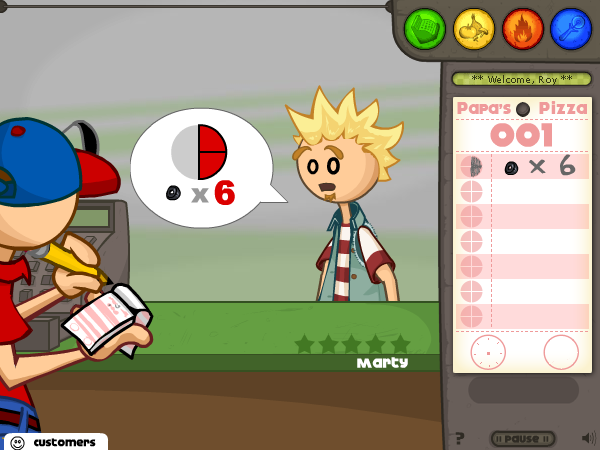 ** Welcome, Roy **
Papa's Pizza
001
x 6
x 6
Marty
customers
?
pause